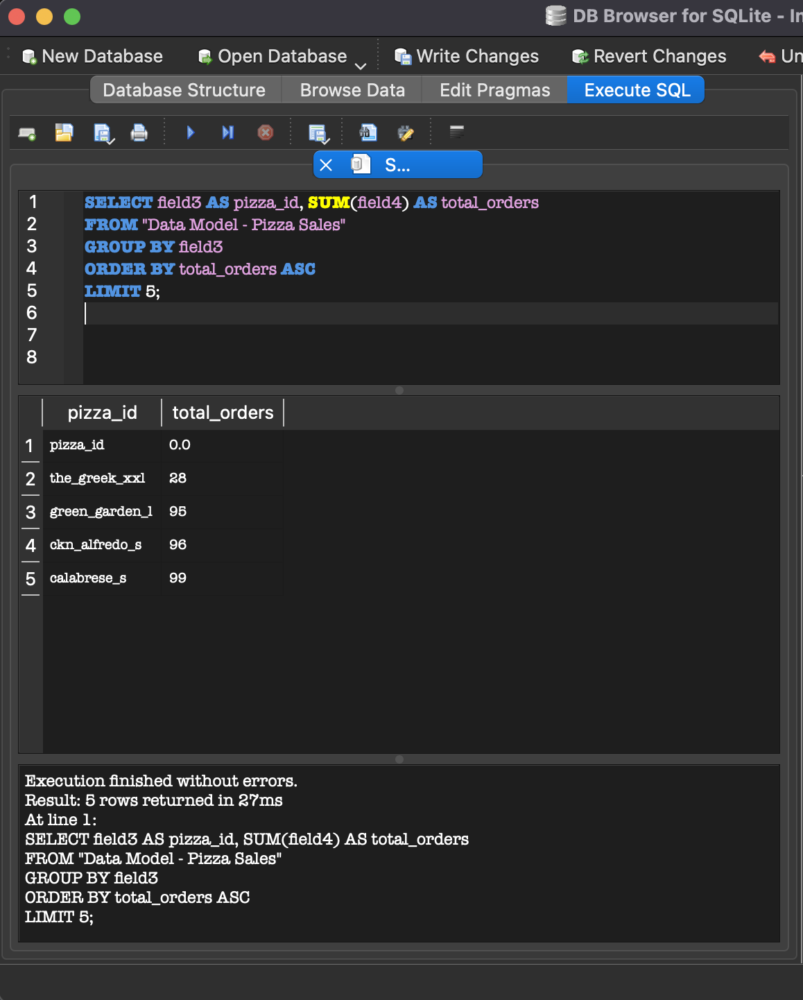 DB Browser for SQLite - In
New Database Open Database Write Changes Revert Changes Un
Database Structure Browse Data Edit Pragmas Execute SQL
S...
1 SELECT field3 AS pizza_id, SUM(field4) AS total_orders
2 FROM "Data Model - Pizza Sales"
3 GROUP BY field3
4 ORDER BY total_orders ASC
5 LIMIT 5;
6
7
8
pizza_id total_orders
1 pizza_id 0.0
2 the_greek_xxl 28
3 green_garden_l 95
4 ckn_alfredo_s 96
5 calabrese_s 99
Execution finished without errors.
Result: 5 rows returned in 27ms
At line 1:
SELECT field3 AS pizza_id, SUM(field4) AS total_orders
FROM "Data Model - Pizza Sales"
GROUP BY field3
ORDER BY total_orders ASC
LIMIT 5;